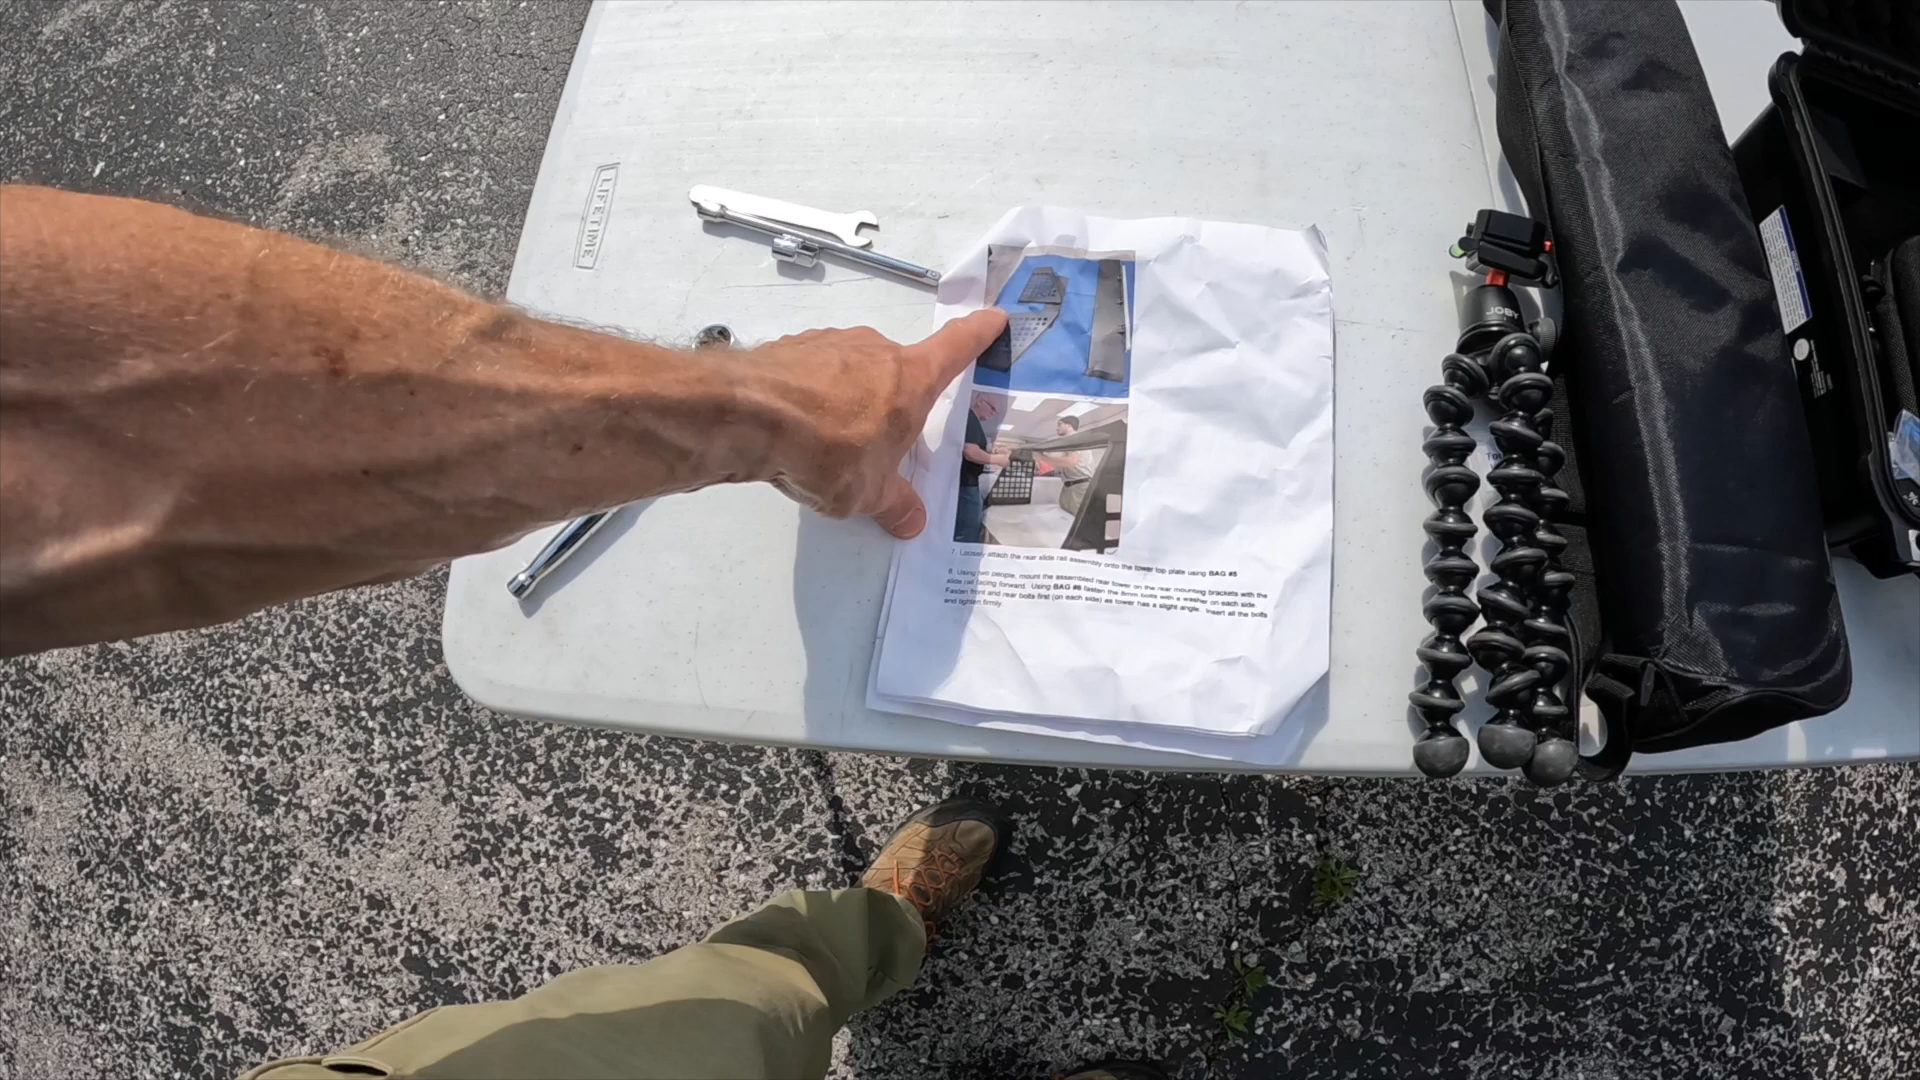 LIFETIME
JOBY
7. Loosely attach the rear slide rail assembly onto the tower top plate using BAG #5
8. Using two people, mount the assembled rear tower on the rear mounting brackets with the
slide rail facing forward. Using BAG #6 fasten the 8mm bolts with a washer on each side.
Fasten front and rear bolts first (on each side) as tower has a slight angle. Insert all the bolts
and tighten firmly.